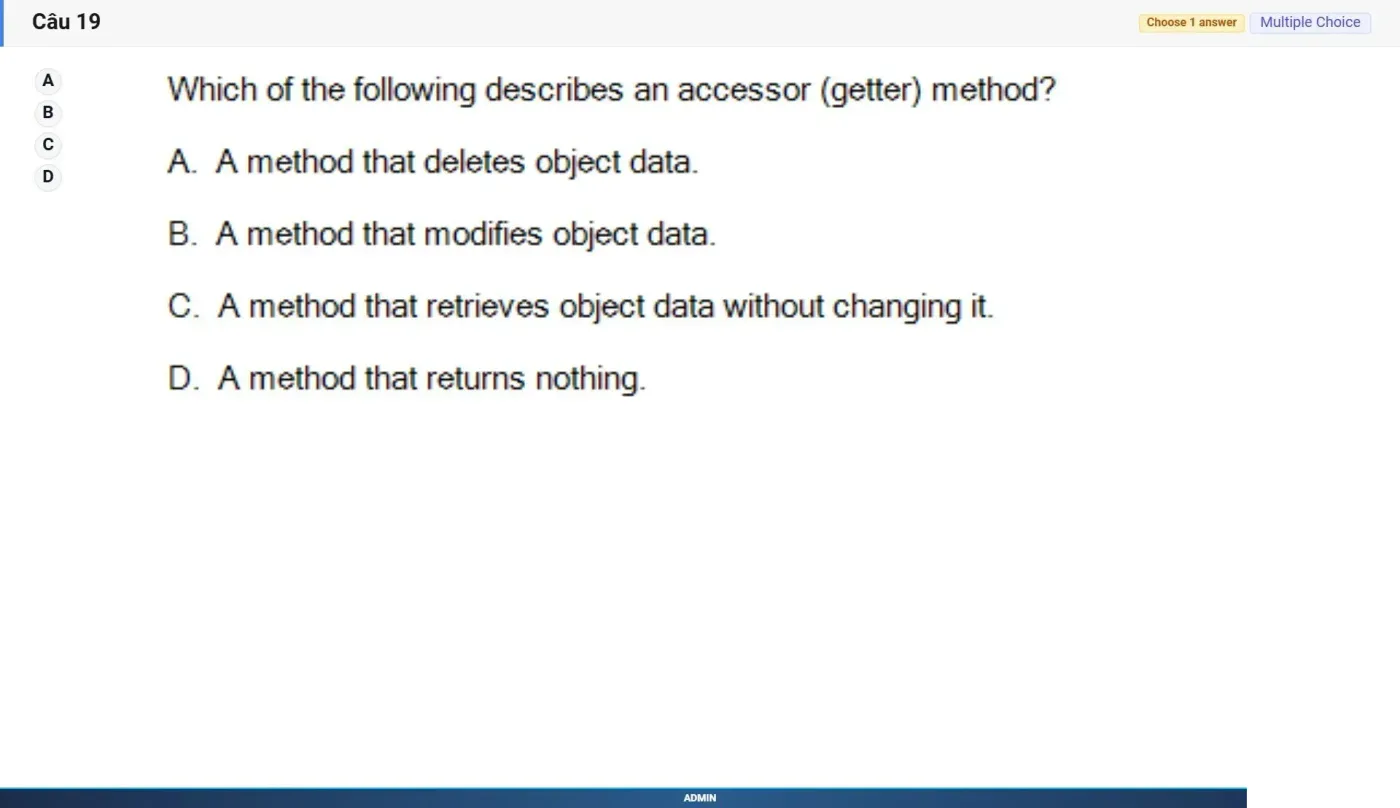 Câu 19
Choose 1 answer
Multiple Choice
A
B
C
D
Which of the following describes an accessor (getter) method?
A. A method that deletes object data.
B. A method that modifies object data.
C. A method that retrieves object data without changing it.
D. A method that returns nothing.
ADMIN